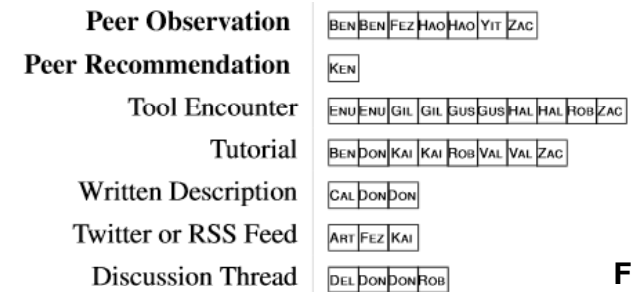 Peer Observation BEN BEN FEZ HAO HAO YIT ZAC
Peer Recommendation KEN
Tool Encounter ENU ENU GIL GIL GUS GUS HAL HAL ROB ZAC
Tutorial BEN DON KAI KAI ROB VAL VAL ZAC
Written Description CAL DON DON
Twitter or RSS Feed ART FEZ KAI
Discussion Thread DEL DON DON ROB
F